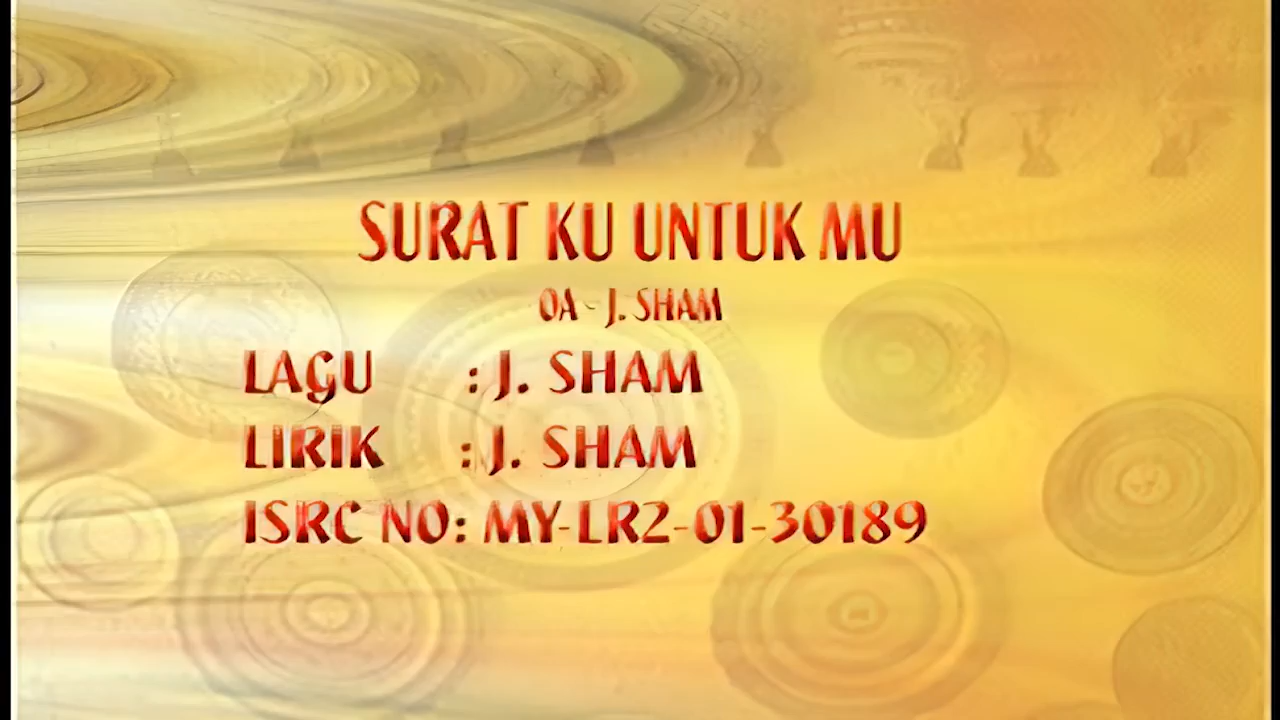 SURAT KU UNTUK MU
OA - J. SHAM
LAGU : J. SHAM
LIRIK : J. SHAM
ISRC NO: MY-LR2-01-30189